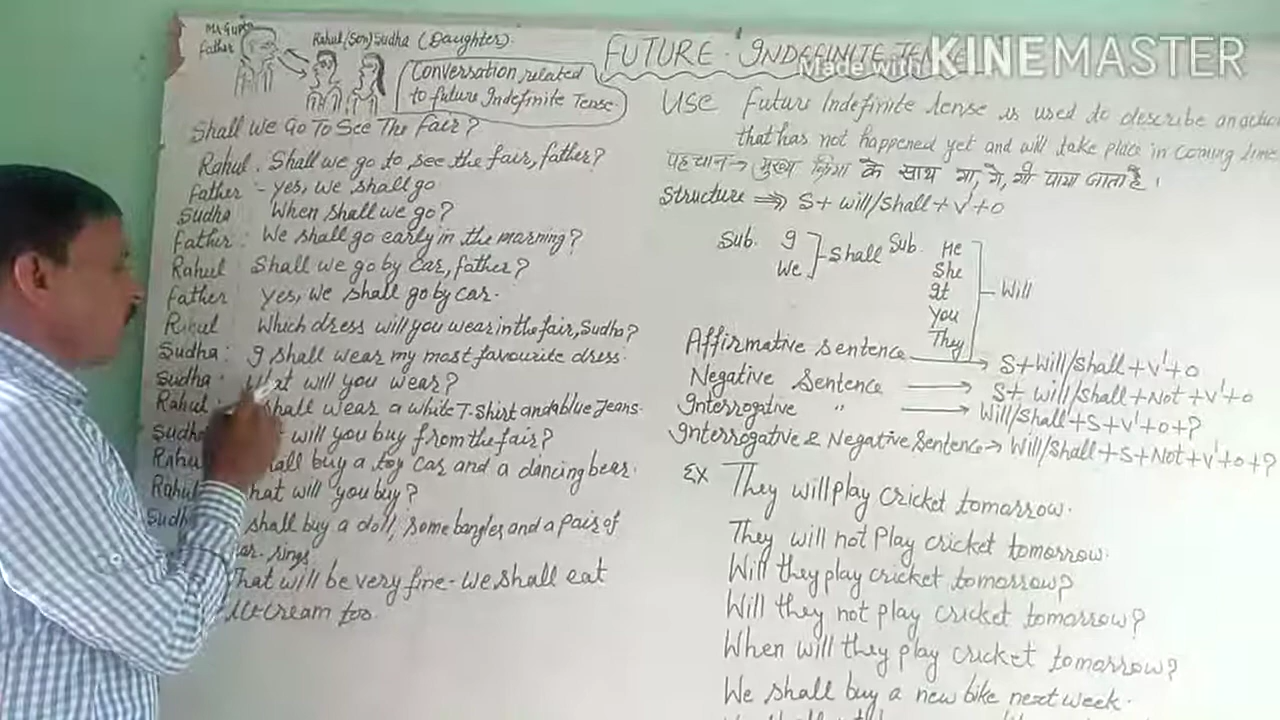 Mr. Gupta
Father
Rahul (Son) Sudha (Daughter)
Conversation related
to future Indefinite Tense.
Shall We Go To See The Fair?
Rahul. Shall we go to see the fair, father?
Father - yes, we shall go
Sudha When shall we go?
Father: We shall go early in the morning?
Rahul Shall we go by Car, father?
Father yes, we shall go by car.
Rahul Which dress will you wear in the fair, Sudha?
Sudha: I shall wear my most favourite dress.
Sudha: What will you wear?
Rahul: shall wear a white T-Shirt and a blue Jeans.
Sudha will you buy from the fair?
Rahu all buy a toy Car and a dancing bear.
Rahul hat will you buy?
Sudh shall buy a doll, some bangles and a pair of
ar-rings
That will be very fine - We shall eat
ice cream too.
FUTURE - INDEFINITE TENSE
Made with KINEMASTER
USE Future Indefinite tense is used to describe an action
that has not happened yet and will take place in coming time
पहचान → मुख्य क्रिया के साथ गा, गे, गी पाया जाता है।
Structure ⇒ S + will/shall + V¹ + o
Sub. I We ] - Shall Sub. He She It You They ] - Will
Affirmative Sentence → S + Will/Shall + V¹ + o
Negative Sentence → S + will/shall + Not + V¹ + o
Interrogative " → Will/Shall + S + V¹ + o + ?
Interrogative & Negative Sentence → Will/Shall + S + Not + V¹ + o + ?
Ex They will play cricket tomorrow.
They will not Play cricket tomorrow.
Will they play cricket tomorrow?
Will they not play cricket tomorrow?
When will they play cricket tomorrow?
We shall buy a new bike next week.